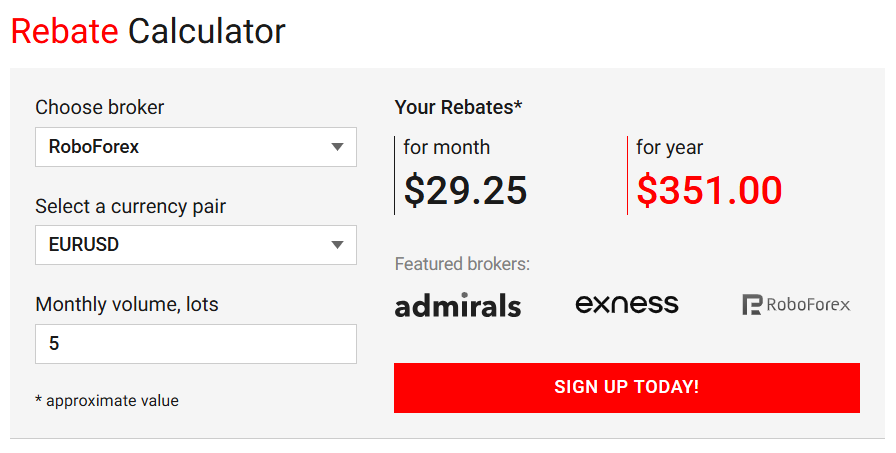 Rebate Calculator
Choose broker
RoboForex
Select a currency pair
EURUSD
Monthly volume, lots
5
* approximate value
Your Rebates*
for month
$29.25
for year
$351.00
Featured brokers:
admirals
exness
RoboForex
SIGN UP TODAY!